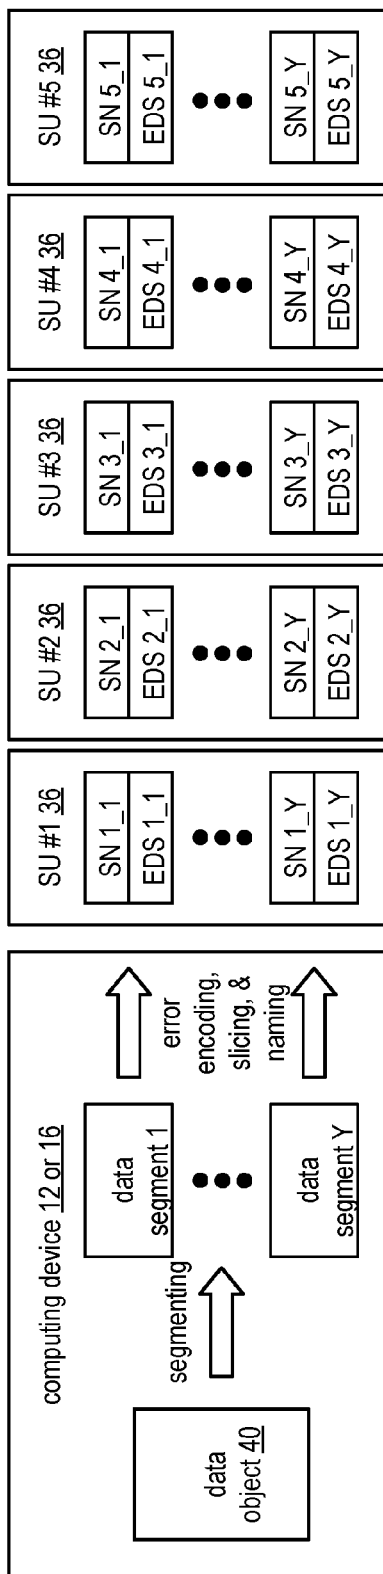 computing device 12 or 16
data
object 40
segmenting
data
segment 1
data
segment Y
error
encoding,
slicing, &
naming
SU #1 36
SN 1_1
EDS 1_1
SN 1_Y
EDS 1_Y
SU #2 36
SN 2_1
EDS 2_1
SN 2_Y
EDS 2_Y
SU #3 36
SN 3_1
EDS 3_1
SN 3_Y
EDS 3_Y
SU #4 36
SN 4_1
EDS 4_1
SN 4_Y
EDS 4_Y
SU #5 36
SN 5_1
EDS 5_1
SN 5_Y
EDS 5_Y